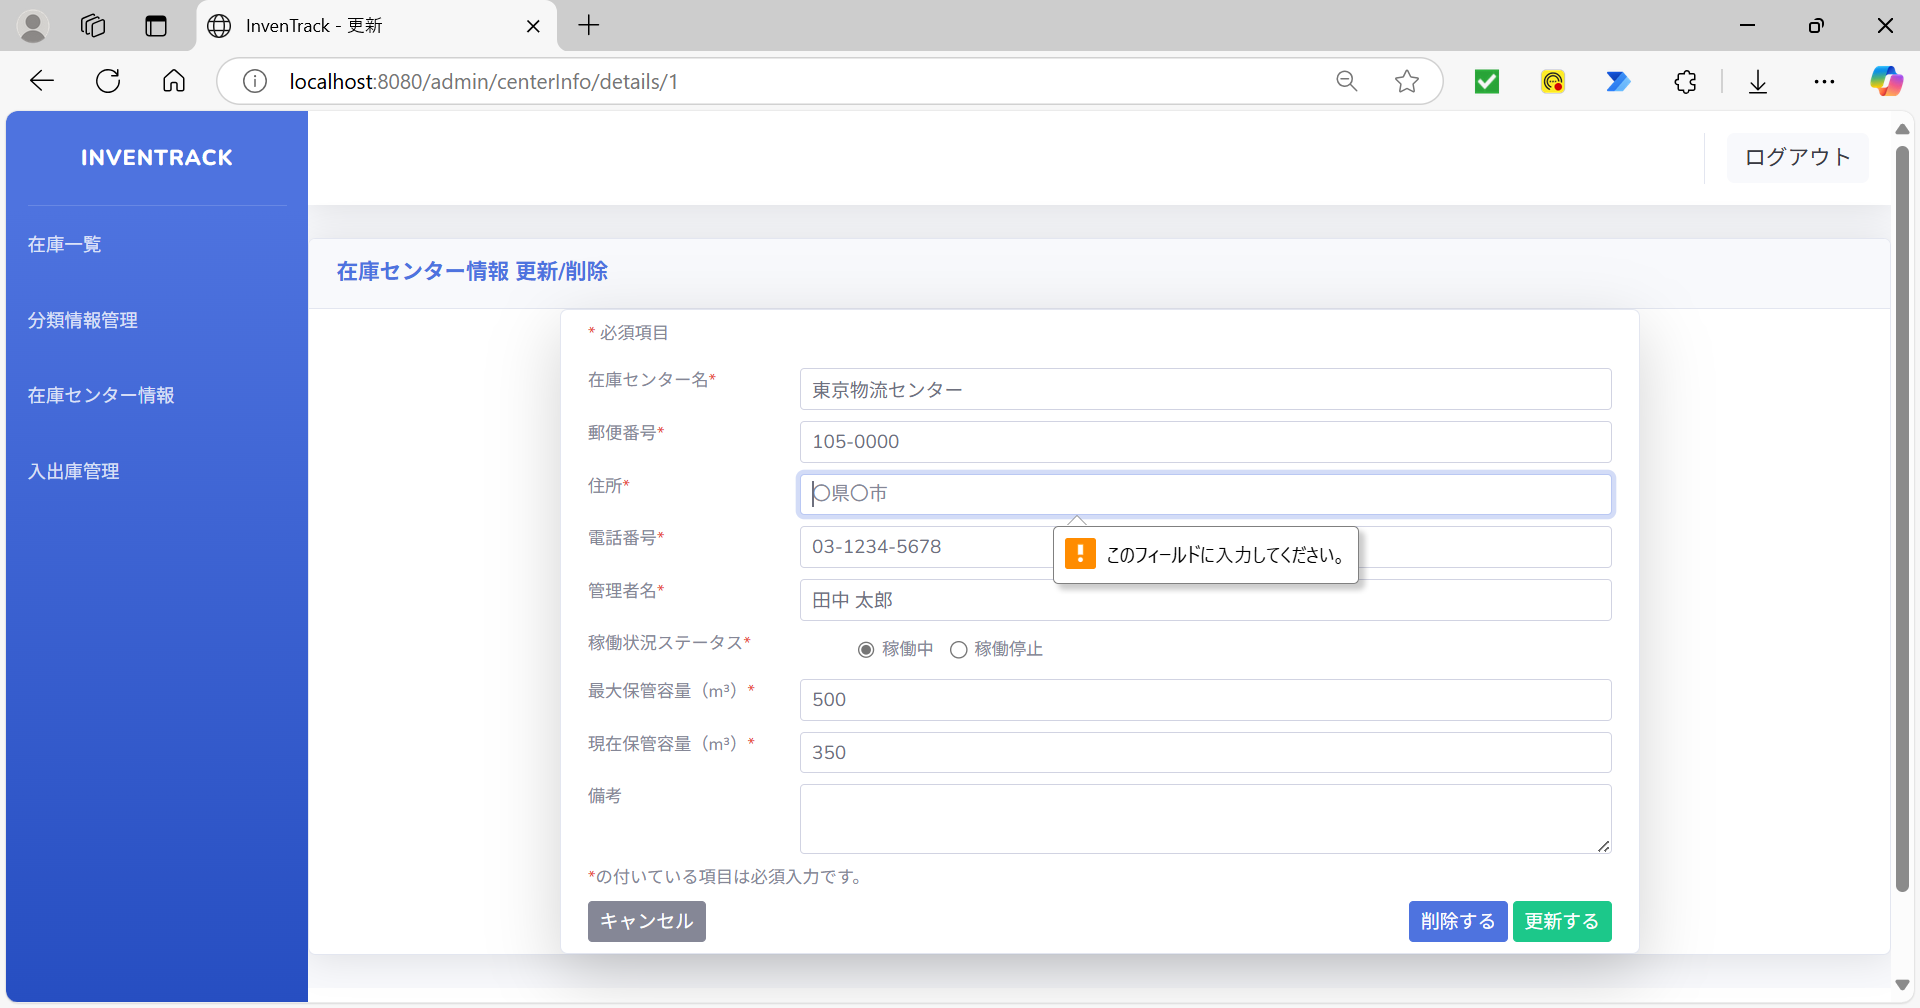 InvenTrack - 更新
localhost:8080/admin/centerInfo/details/1
INVENTRACK
ログアウト
在庫一覧
分類情報管理
在庫センター情報
入出庫管理
在庫センター情報 更新/削除
* 必須項目
在庫センター名*
東京物流センター
郵便番号*
105-0000
住所*
〇県〇市
このフィールドに入力してください。
電話番号*
03-1234-5678
管理者名*
田中 太郎
稼働状況ステータス*
稼働中 稼働停止
最大保管容量（m³）*
500
現在保管容量（m³）*
350
備考
*の付いている項目は必須入力です。
キャンセル
削除する 更新する